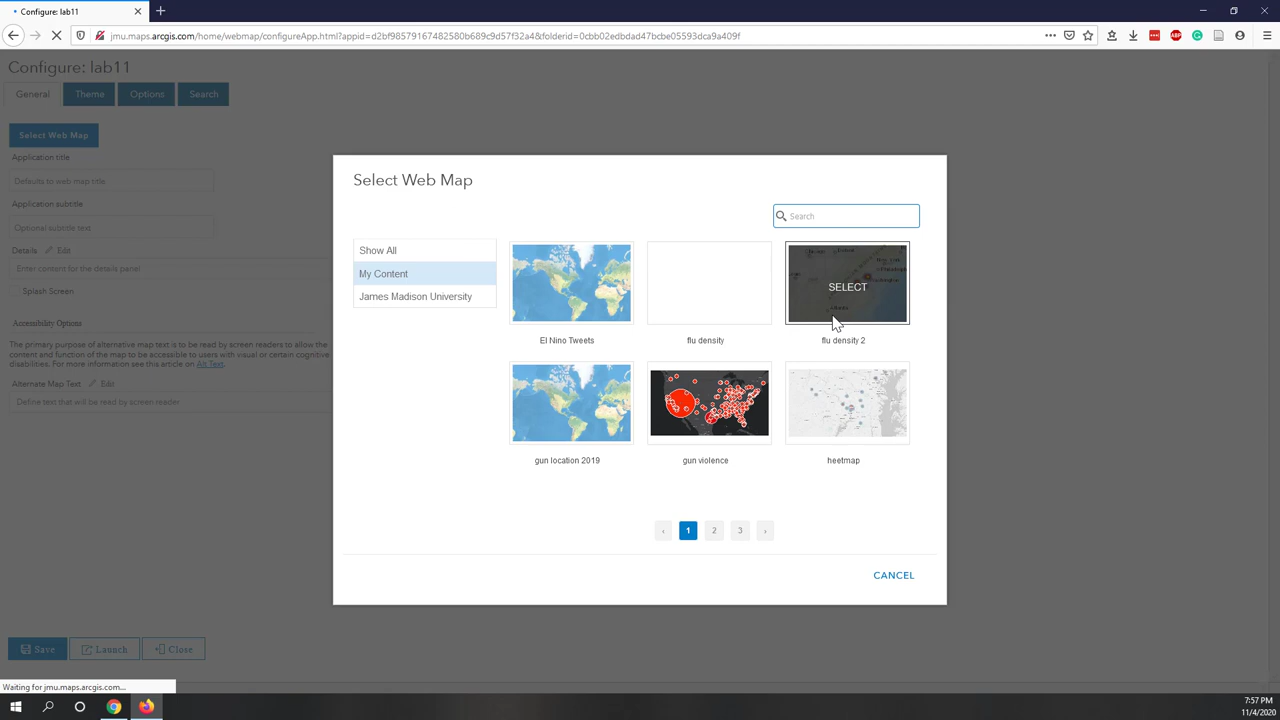 Configure: lab11
jmu.maps.arcgis.com/home/webmap/configureApp.html?appid=d2bf98579167482580b689c9d57f32a4&folderid=0cbb02edbdad47bcbe05593dca9a409f
Configure: lab11
General
Theme
Options
Search
Select Web Map
Application title
Defaults to web map title
Application subtitle
Optional subtitle text
Details
Edit
Enter content for the details panel
Splash Screen
Accessibility Options
The primary purpose of alternative map text is to be read by screen readers to allow the
content and function of the map to be accessible to users with visual or certain cognitive
disabilities. For more information see this article on Alt Text.
Alternate Map Text
Edit
Define text that will be read by screen reader
Save
Launch
Close
Select Web Map
Search
Show All
My Content
James Madison University
SELECT
El Nino Tweets
flu density
flu density 2
gun location 2019
gun violence
heetmap
‹
1
2
3
›
CANCEL
Waiting for jmu.maps.arcgis.com...
7:57 PM
11/4/2020